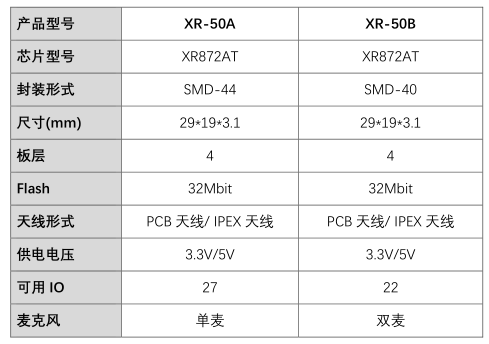 产品型号 XR-50A XR-50B
芯片型号 XR872AT XR872AT
封装形式 SMD-44 SMD-40
尺寸(mm) 29*19*3.1 29*19*3.1
板层 4 4
Flash 32Mbit 32Mbit
天线形式 PCB 天线/ IPEX 天线 PCB 天线/ IPEX 天线
供电电压 3.3V/5V 3.3V/5V
可用 IO 27 22
麦克风 单麦 双麦